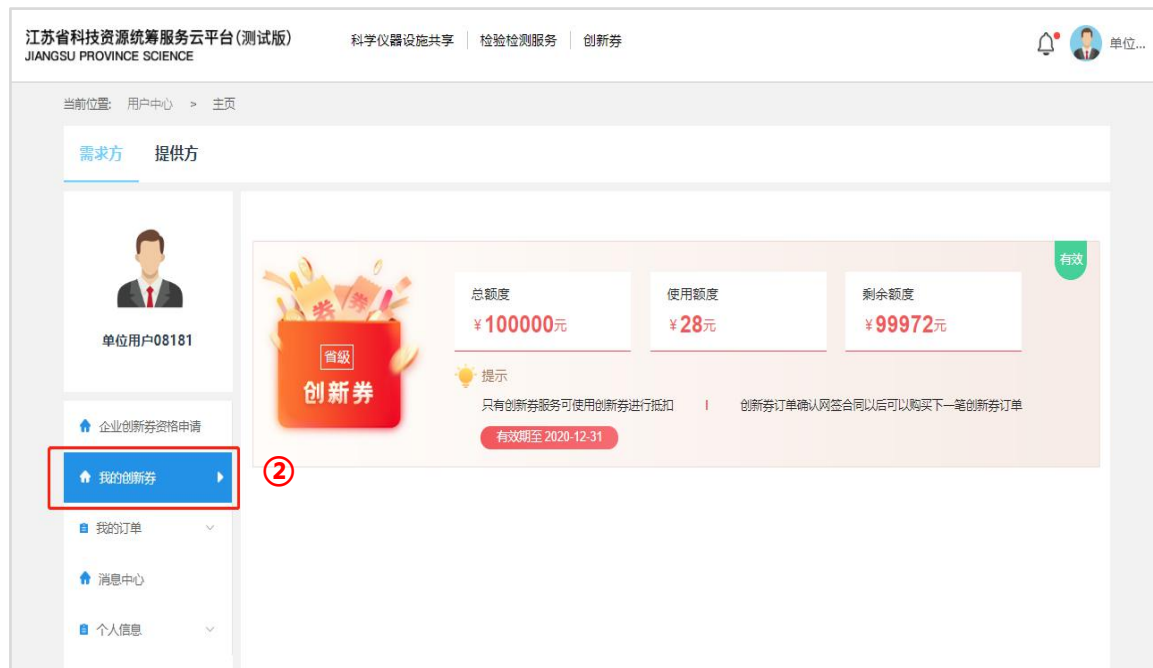 江苏省科技资源统筹服务云平台(测试版)
JIANGSU PROVINCE SCIENCE
科学仪器设施共享 检验检测服务 创新券
单位...
当前位置: 用户中心 > 主页
需求方 提供方
单位用户08181
企业创新券资格申请
我的创新券
②
我的订单
消息中心
个人信息
券 券
省级
创新券
有效
总额度 使用额度 剩余额度
¥100000元 ¥28元 ¥99972元
提示
只有创新券服务可使用创新券进行抵扣 | 创新券订单确认网签合同以后可以购买下一笔创新券订单
有效期至 2020-12-31